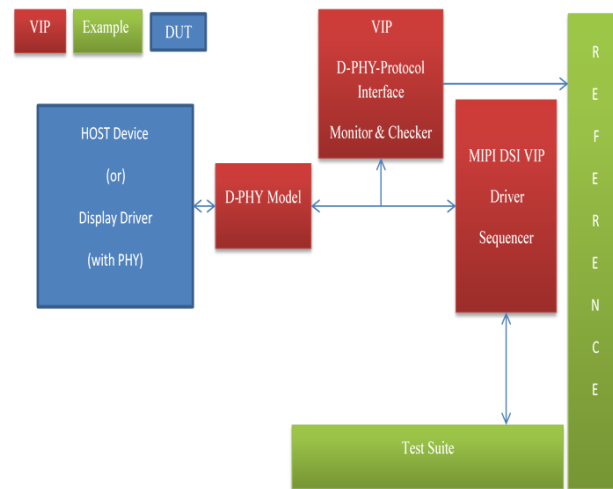 VIP
Example
DUT
VIP
D-PHY-Protocol
Interface
Monitor & Checker
HOST Device
(or)
Display Driver
(with PHY)
D-PHY Model
MIPI DSI VIP
Driver
Sequencer
R
E
F
E
R
R
E
N
C
E
Test Suite